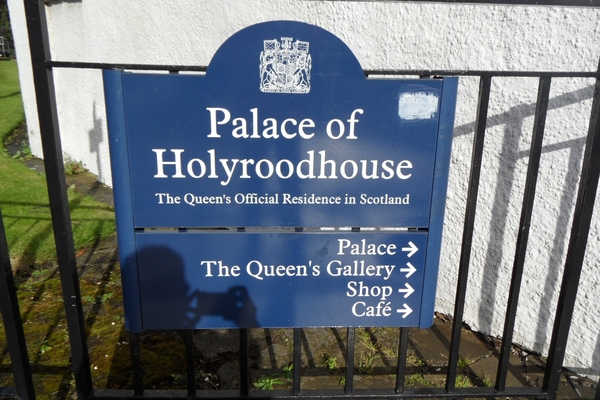 Palace of
Holyroodhouse
The Queen's Official Residence in Scotland
Palace →
The Queen's Gallery →
Shop →
Café →